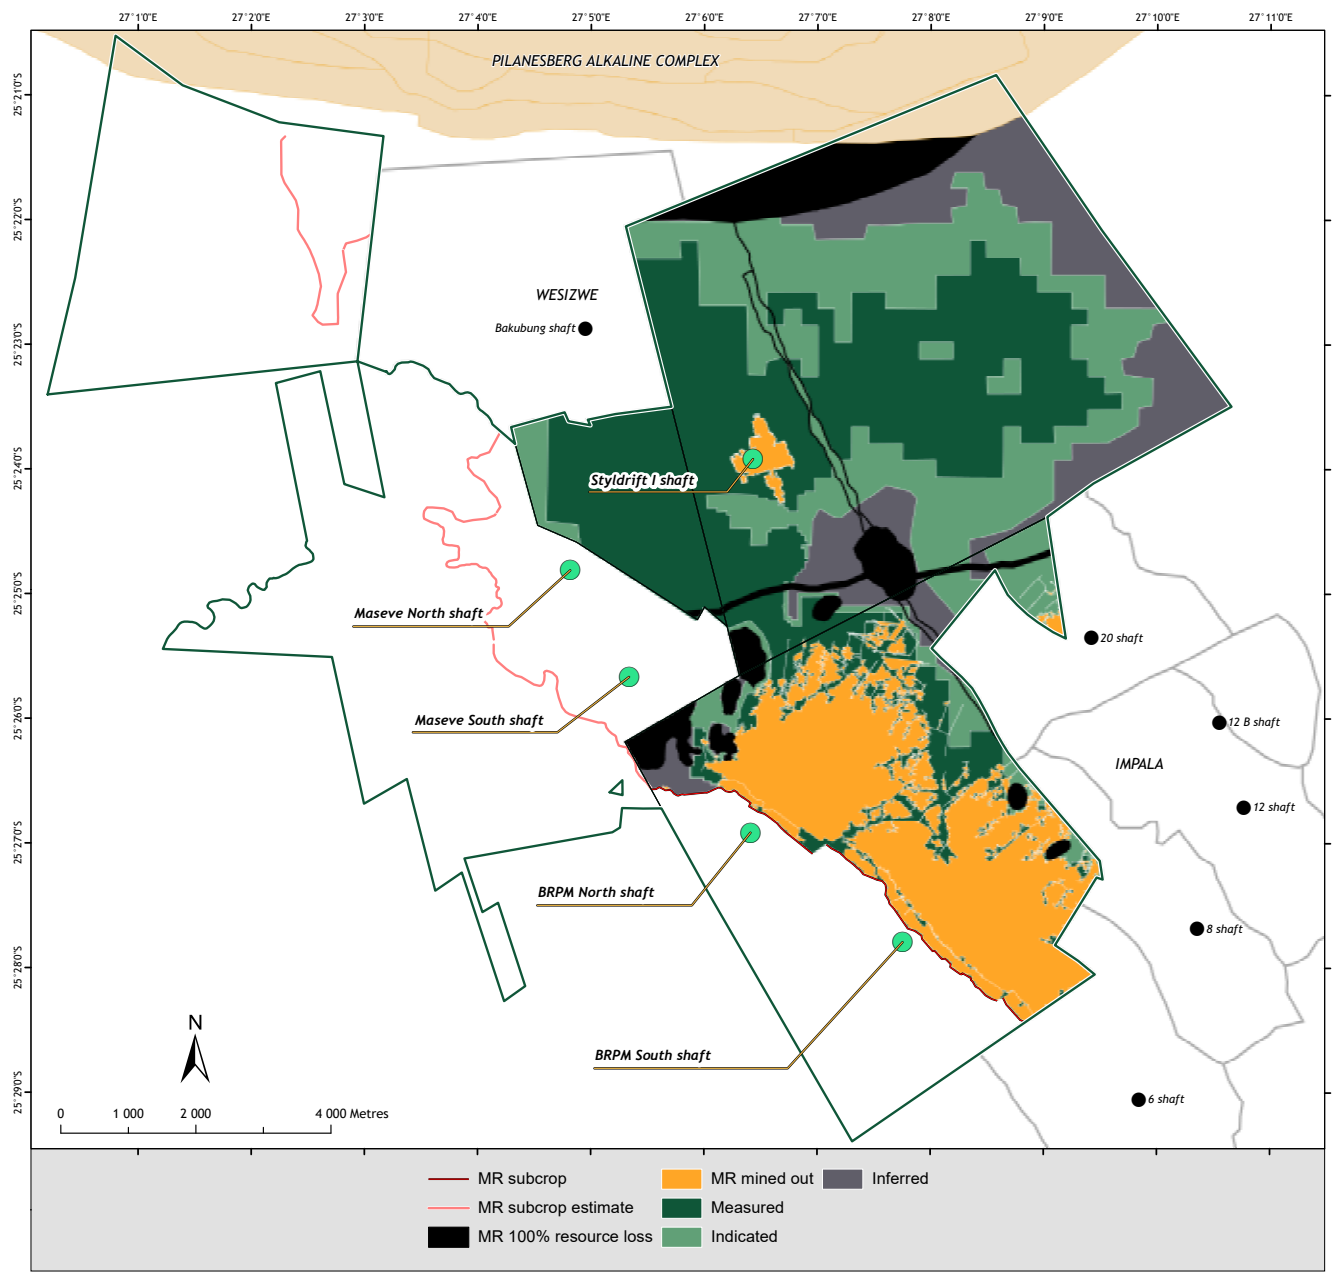 27°1'0"E 27°2'0"E 27°3'0"E 27°4'0"E 27°5'0"E 27°6'0"E 27°7'0"E 27°8'0"E 27°9'0"E 27°10'0"E 27°11'0"E
PILANESBERG ALKALINE COMPLEX
25°21'0"S
25°22'0"S
WESIZWE
Bakubung shaft
25°23'0"S
25°24'0"S
Styldrift I shaft
25°25'0"S
Maseve North shaft
20 shaft
25°26'0"S
Maseve South shaft
12 B shaft
IMPALA
12 shaft
25°27'0"S
BRPM North shaft
8 shaft
25°28'0"S
N
BRPM South shaft
25°29'0"S
6 shaft
0 1 000 2 000 4 000 Metres
MR subcrop
MR mined out
Inferred
MR subcrop estimate
Measured
MR 100% resource loss
Indicated